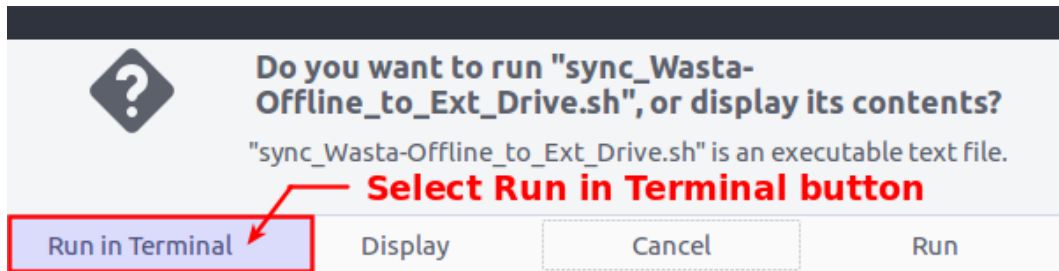 Do you want to run "sync_Wasta-
Offline_to_Ext_Drive.sh", or display its contents?
"sync_Wasta-Offline_to_Ext_Drive.sh" is an executable text file.
Select Run in Terminal button
Run in Terminal Display Cancel Run